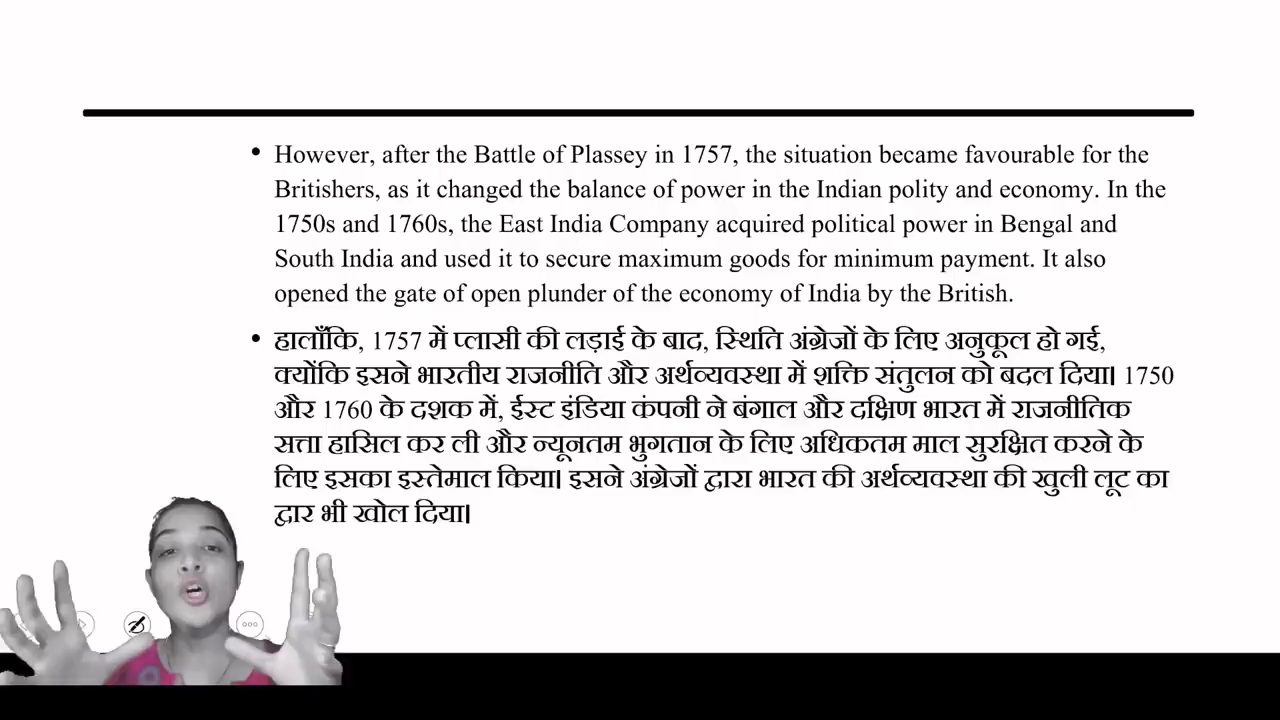 • However, after the Battle of Plassey in 1757, the situation became favourable for the
Britishers, as it changed the balance of power in the Indian polity and economy. In the
1750s and 1760s, the East India Company acquired political power in Bengal and
South India and used it to secure maximum goods for minimum payment. It also
opened the gate of open plunder of the economy of India by the British.
• हालाँकि, 1757 में प्लासी की लड़ाई के बाद, स्थिति अंग्रेजों के लिए अनुकूल हो गई,
क्योंकि इसने भारतीय राजनीति और अर्थव्यवस्था में शक्ति संतुलन को बदल दिया। 1750
और 1760 के दशक में, ईस्ट इंडिया कंपनी ने बंगाल और दक्षिण भारत में राजनीतिक
सत्ता हासिल कर ली और न्यूनतम भुगतान के लिए अधिकतम माल सुरक्षित करने के
लिए इसका इस्तेमाल किया। इसने अंग्रेजों द्वारा भारत की अर्थव्यवस्था की खुली लूट का
द्वार भी खोल दिया।